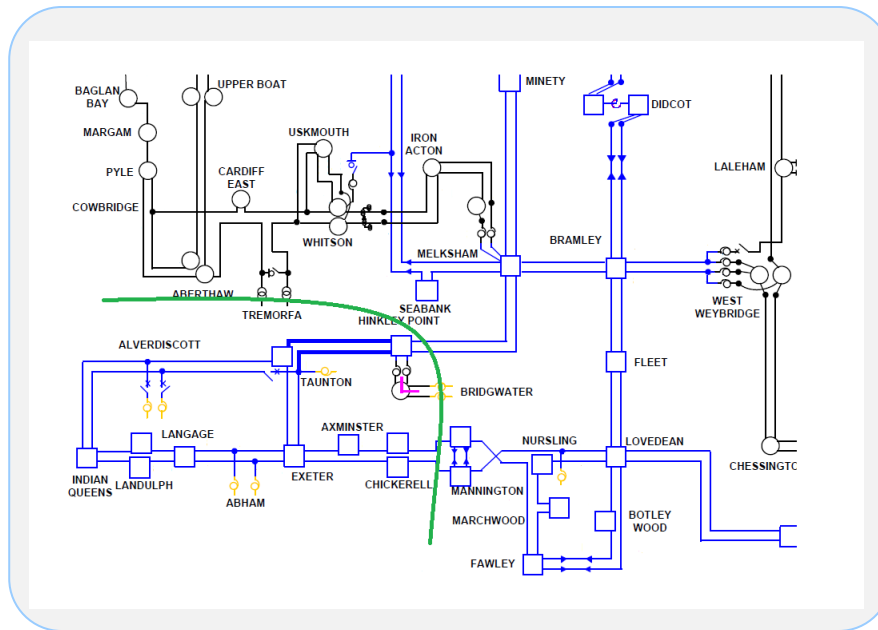 MINETY
UPPER BOAT
BAGLAN
BAY
DIDCOT
USKMOUTH
IRON
ACTON
MARGAM
PYLE
CARDIFF
EAST
LALEHAM
COWBRIDGE
WHITSON
BRAMLEY
MELKSHAM
ABERTHAW
TREMORFA
SEABANK
HINKLEY POINT
WEST
WEYBRIDGE
ALVERDISCOTT
FLEET
TAUNTON
BRIDGWATER
AXMINSTER
LANGAGE
NURSLING
LOVEDEAN
INDIAN
QUEENS
LANDULPH
EXETER
CHICKERELL
MANNINGTON
CHESSINGTO
ABHAM
MARCHWOOD
BOTLEY
WOOD
FAWLEY